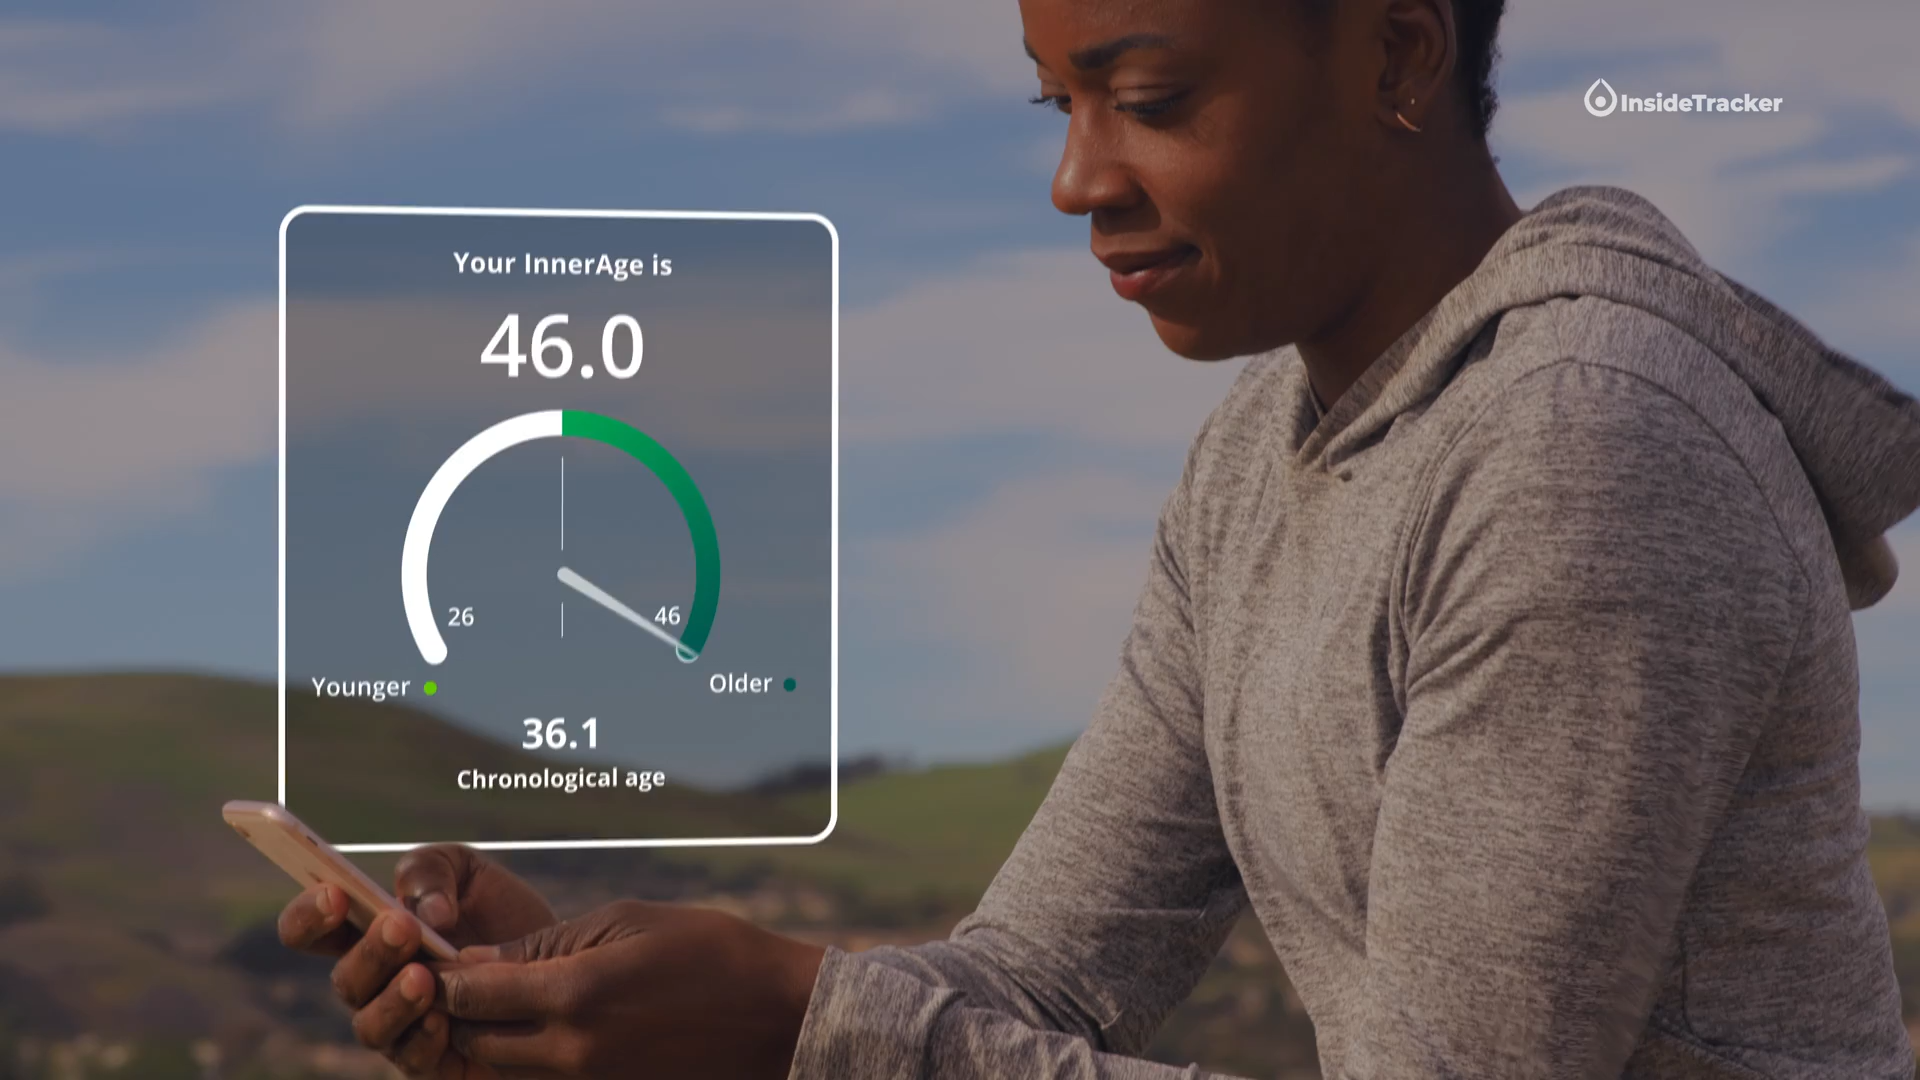 InsideTracker
Your InnerAge is
46.0
26
46
Younger
Older
36.1
Chronological age